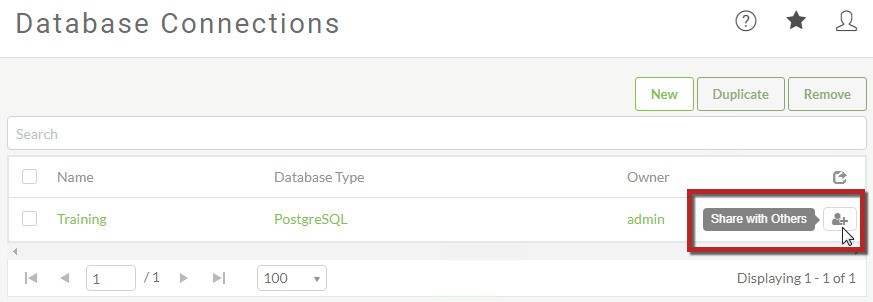 Database Connections
New Duplicate Remove
Search
Name Database Type Owner
Training PostgreSQL admin Share with Others
1 / 1 100 Displaying 1 - 1 of 1